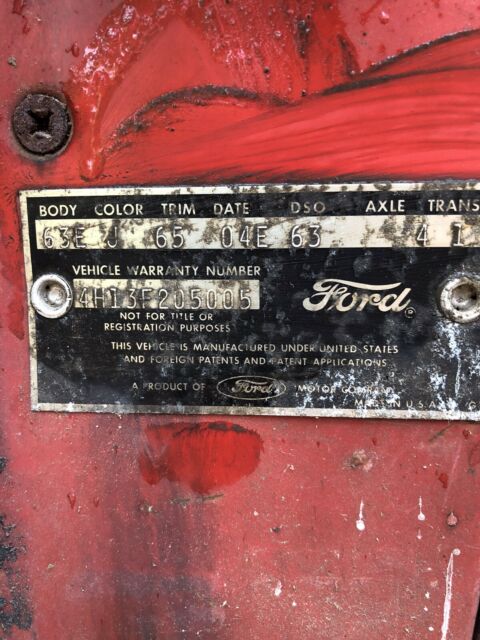 BODY COLOR TRIM DATE DSO AXLE TRANS
63E J 65 04E 63 4 1
VEHICLE WARRANTY NUMBER
4H13F205005
Ford
NOT FOR TITLE OR
REGISTRATION PURPOSES
THIS VEHICLE IS MANUFACTURED UNDER UNITED STATES
AND FOREIGN PATENTS AND PATENT APPLICATIONS
A PRODUCT OF Ford MOTOR COMPANY
MADE IN U.S.A.